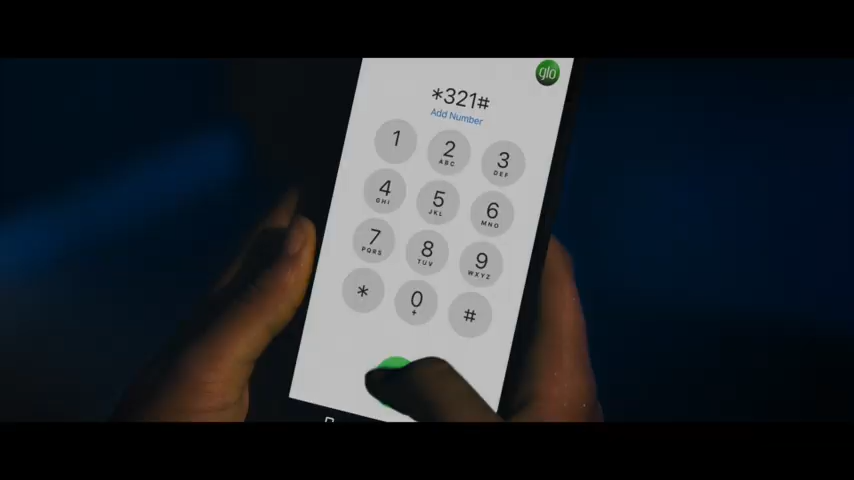 glo
*321#
Add Number
1
2
ABC
3
DEF
4
GHI
5
JKL
6
MNO
7
PQRS
8
TUV
9
WXYZ
*
0
+
#